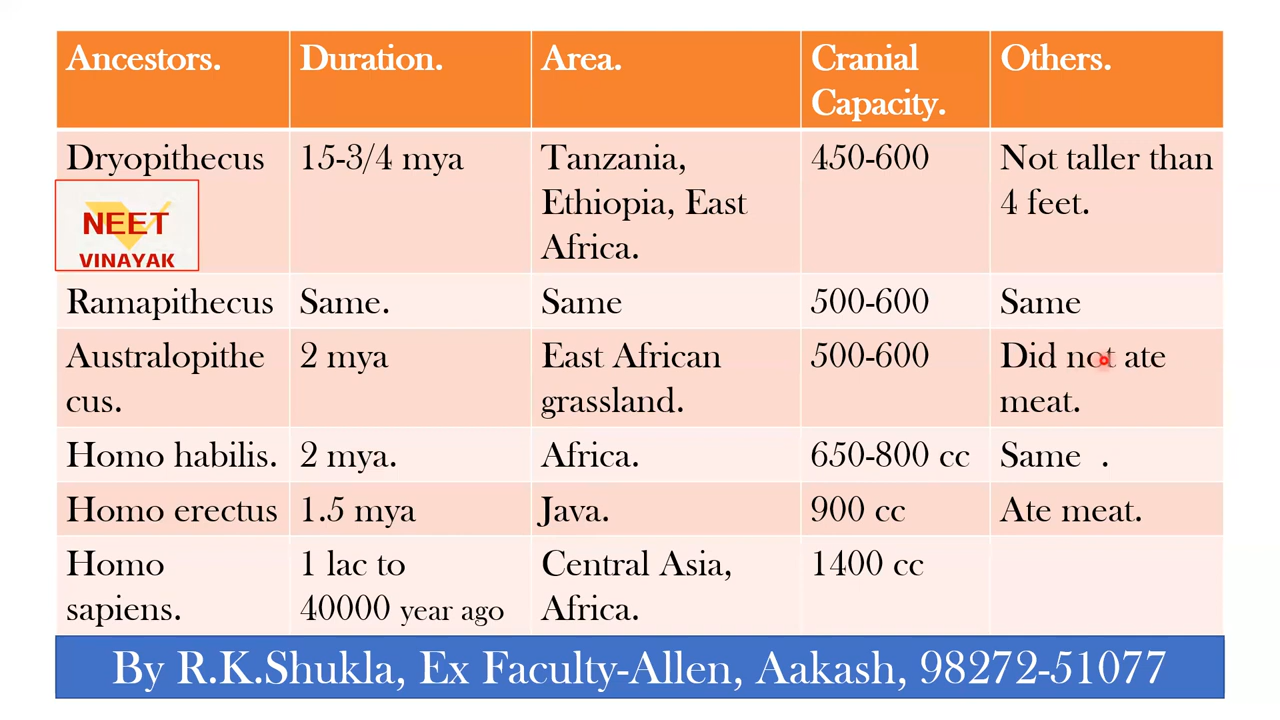 Ancestors. Duration. Area. Cranial Capacity. Others.
Dryopithecus 15-3/4 mya Tanzania, Ethiopia, East Africa. 450-600 Not taller than 4 feet.
NEET
VINAYAK
Ramapithecus Same. Same 500-600 Same
Australopithe cus. 2 mya East African grassland. 500-600 Did not ate meat.
Homo habilis. 2 mya. Africa. 650-800 cc Same .
Homo erectus 1.5 mya Java. 900 cc Ate meat.
Homo sapiens. 1 lac to 40000 year ago Central Asia, Africa. 1400 cc
By R.K.Shukla, Ex Faculty-Allen, Aakash, 98272-51077